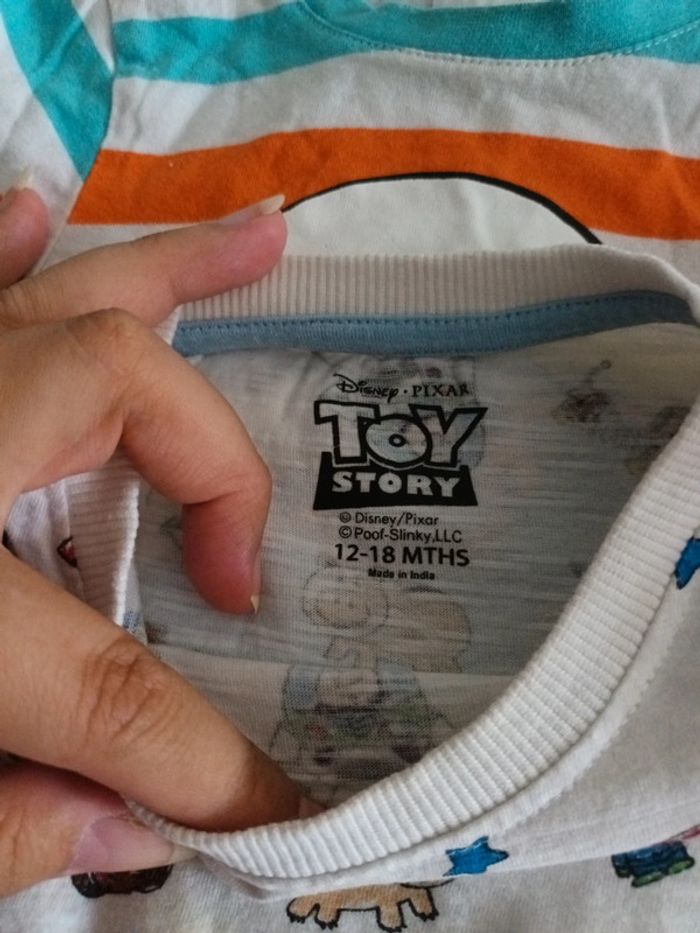 Disney · PIXAR
TOY
STORY
© Disney/Pixar
© Poof-Slinky, LLC
12-18 MTHS
Made in India